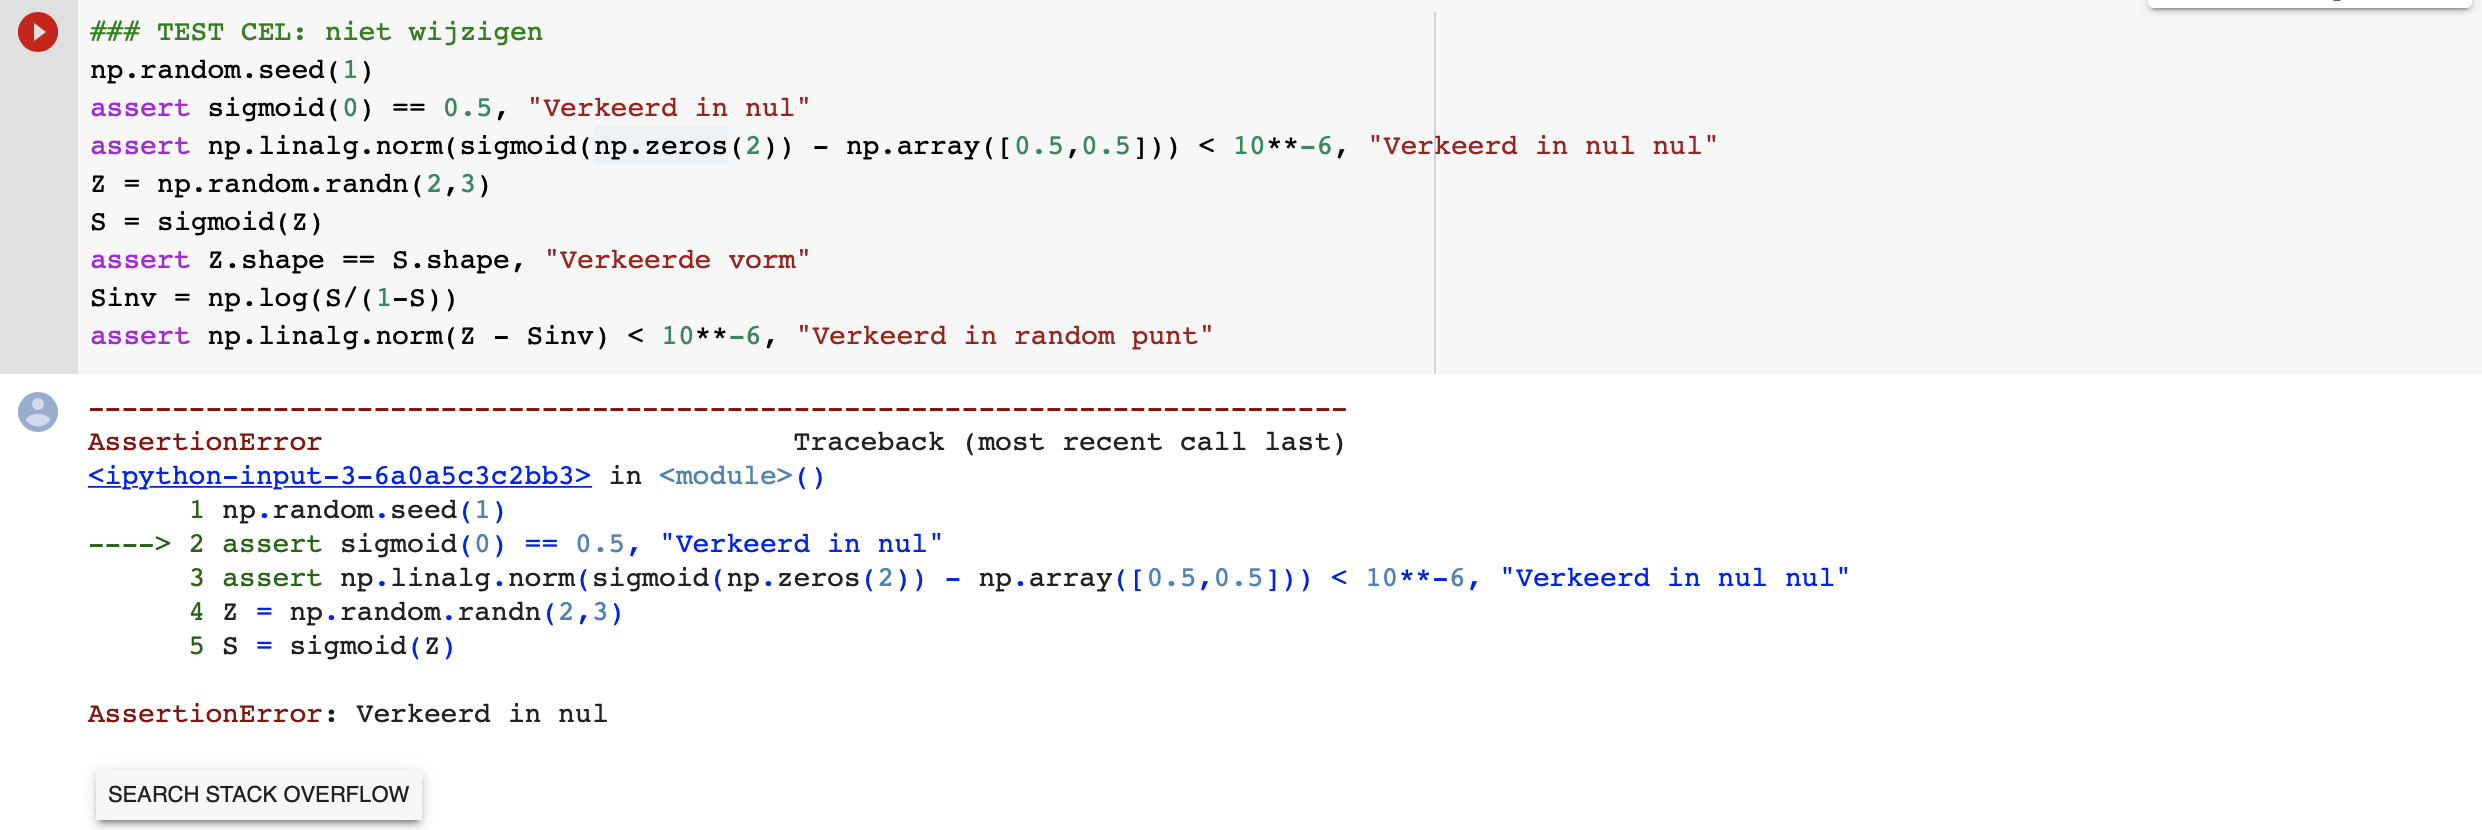 ### TEST CEL: niet wijzigen
np.random.seed(1)
assert sigmoid(0) == 0.5, "Verkeerd in nul"
assert np.linalg.norm(sigmoid(np.zeros(2)) - np.array([0.5,0.5])) < 10**-6, "Verkeerd in nul nul"
Z = np.random.randn(2,3)
S = sigmoid(Z)
assert Z.shape == S.shape, "Verkeerde vorm"
Sinv = np.log(S/(1-S))
assert np.linalg.norm(Z - Sinv) < 10**-6, "Verkeerd in random punt"
---------------------------------------------------------------------------
AssertionError                            Traceback (most recent call last)
<ipython-input-3-6a0a5c3c2bb3> in <module>()
      1 np.random.seed(1)
----> 2 assert sigmoid(0) == 0.5, "Verkeerd in nul"
      3 assert np.linalg.norm(sigmoid(np.zeros(2)) - np.array([0.5,0.5])) < 10**-6, "Verkeerd in nul nul"
      4 Z = np.random.randn(2,3)
      5 S = sigmoid(Z)
AssertionError: Verkeerd in nul
SEARCH STACK OVERFLOW